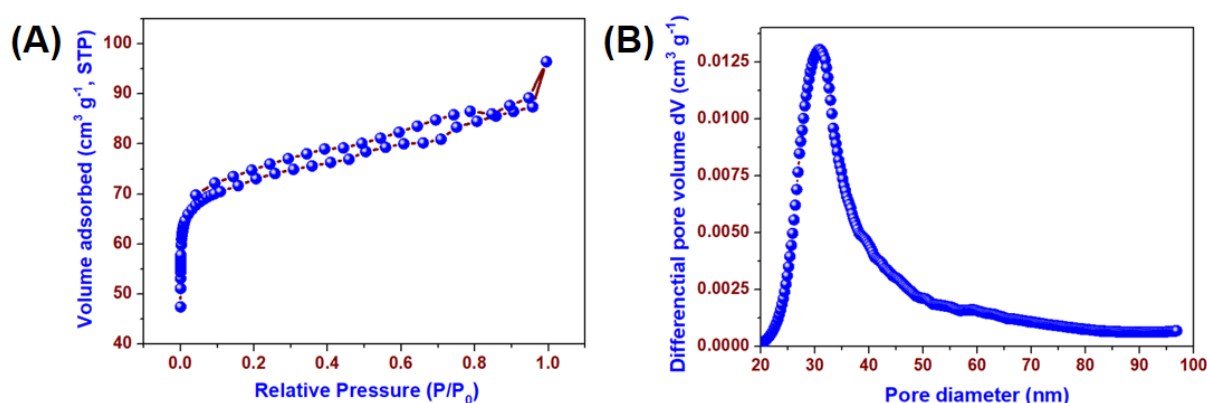 (A)
Volume adsorbed (cm³ g⁻¹, STP)
100
90
80
70
60
50
40
0.0 0.2 0.4 0.6 0.8 1.0
Relative Pressure (P/P₀)
(B)
Differenctial pore volume dV (cm³ g⁻¹)
0.0125
0.0100
0.0075
0.0050
0.0025
0.0000
20 30 40 50 60 70 80 90 100
Pore diameter (nm)